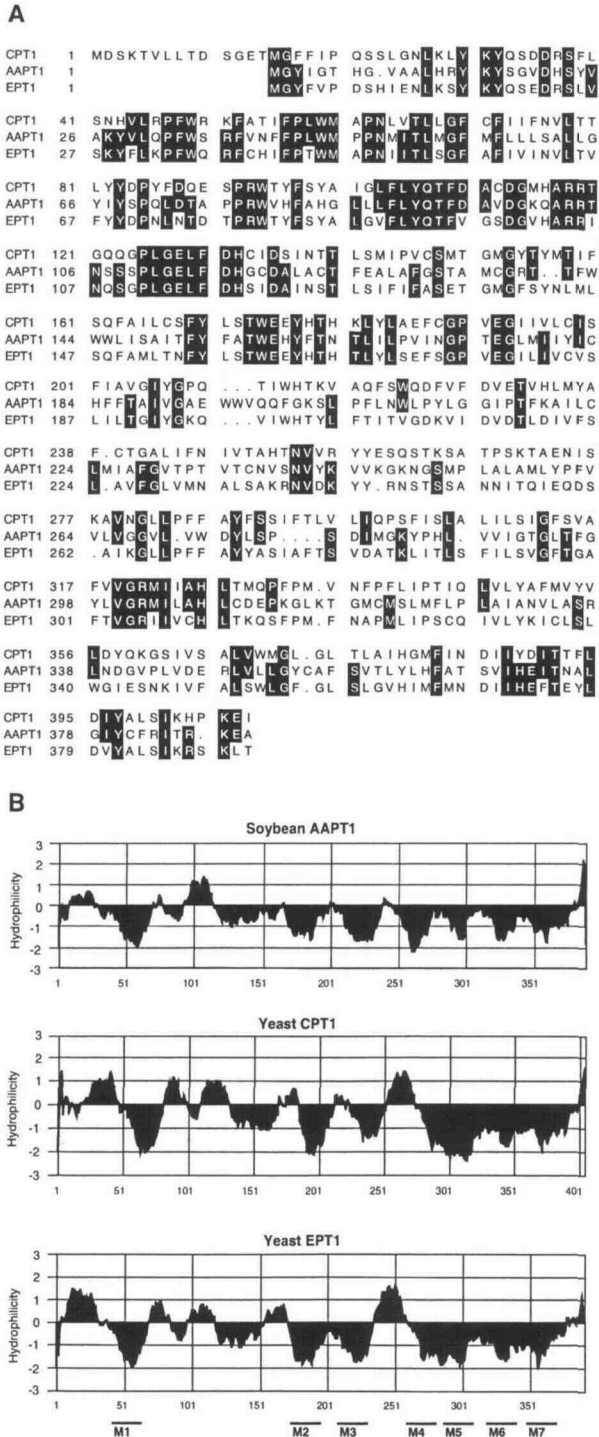 A
CPT1 1 MDSKTVLLTD SGETMGFFIP QSSLGNLKLY KYQSDDRSFL
AAPT1 1 MGYIGT HG.VAALHRY KYSGVDHSYV
EPT1 1 MGYFVP DSHIENLKSY KYQSEDRSLV
CPT1 41 SNHVLRPFWR KFATIFPLWM APNLVTLLGF CFIIFNVLTT
AAPT1 26 AKYVLQPFWS RFVNFFPLWM PPNMITLMGF MFLLLSALLG
EPT1 27 SKYFLKPFWQ RFCHIFPTWM APNIITLSGF AFIVINVLTV
CPT1 81 LYYDPYFDQE SPRWTYFSYA IGLFLYQTFD ACDGMHARRT
AAPT1 66 YIYSPQLDTA PPRWVHFAHG LLLFLYQTFD AVDGKQARRT
EPT1 67 FYYDPNLNTD TPRWTYFSYA LGVFLYQTFV GSDGVHARRI
CPT1 121 GQQGPLGELF DHCIDSINTT LSMIPVCSMT GMGYTYMTIF
AAPT1 106 NSSSPLGELF DHGCDALACT FEALAFGSTA MCGRT..TFW
EPT1 107 NQSGPLGELF DHSIDAINST LSIFIFASET GMGFSYNLML
CPT1 161 SQFAILCSFY LSTWEEYHTH KLYLAEFCGP VEGIIVLCIS
AAPT1 144 WWLISAITFY FATWEHYFTN TLILPVINGP TEGLMIIYIC
EPT1 147 SQFAMLTNFY LSTWEEYHTH TLYLSEFSGP VEGILIVCVS
CPT1 201 FIAVGIYGPQ ...TIWHTKV AQFSWQDFVF DVETVHLMYA
AAPT1 184 HFFTAIVGAE WWVQQFGKSL PFLNWLPYLG GIPTFKAILC
EPT1 187 LILTGIYGKQ ...VIWHTYL FTITVGDKVI DVDTLDIVFS
CPT1 238 F.CTGALIFN IVTAHTNVVR YYESQSTKSA TPSKTAENIS
AAPT1 224 LMIAFGVTPT VTCNVSNVYK VVKGKNGSMP LALAMLYPFV
EPT1 224 L.AVFGLVMN ALSAKRNVDK YY.RNSTSSA NNITQIEQDS
CPT1 277 KAVNGLLPFF AYFSSIFTLV LIQPSFISLA LILSIGFSVA
AAPT1 264 LVLGGVL.VWD YLSP....S DIMGKYPHL. VVIGTGLTFG
EPT1 262 .AIKGLLPFF AYYASIAFTS VDATKLITLS FILSVGFTGA
CPT1 317 FVVGRMIIAH LTMQPFPM.V NFPFLIPTIQ LVLYAFMVYV
AAPT1 298 YLVGRMILAH LCDEPKGLKT GMCMSLMFLP LAIANVLASR
EPT1 301 FTVGRIIVCH LTKQSFPMF. NAPMLIPSCQ IVLYKICLSL
CPT1 356 LDYQKGSIVS ALVWMGL.GL TLAIHGMFIN DIIYDITTFL
AAPT1 338 LNDGVPLVDE RLVLLGYCAF SVTLYLHFAT SVIHEITNAL
EPT1 340 WGIESNKIVF ALSWLGF.GL SLGVHIMFMN DIIHEFTEYL
CPT1 395 DIYALSIKHP KEI
AAPT1 378 GIYCFRITR. KEA
EPT1 379 DVYALSIKRS KLT
B
Soybean AAPT1
Hydrophilicity
3
2
1
0
-1
-2
-3
1 51 101 151 201 251 301 351
Yeast CPT1
Hydrophilicity
3
2
1
0
-1
-2
-3
1 51 101 151 201 251 301 351 401
Yeast EPT1
Hydrophilicity
3
2
1
0
-1
-2
-3
1 51 101 151 201 251 301 351
M1 M2 M3 M4 M5 M6 M7